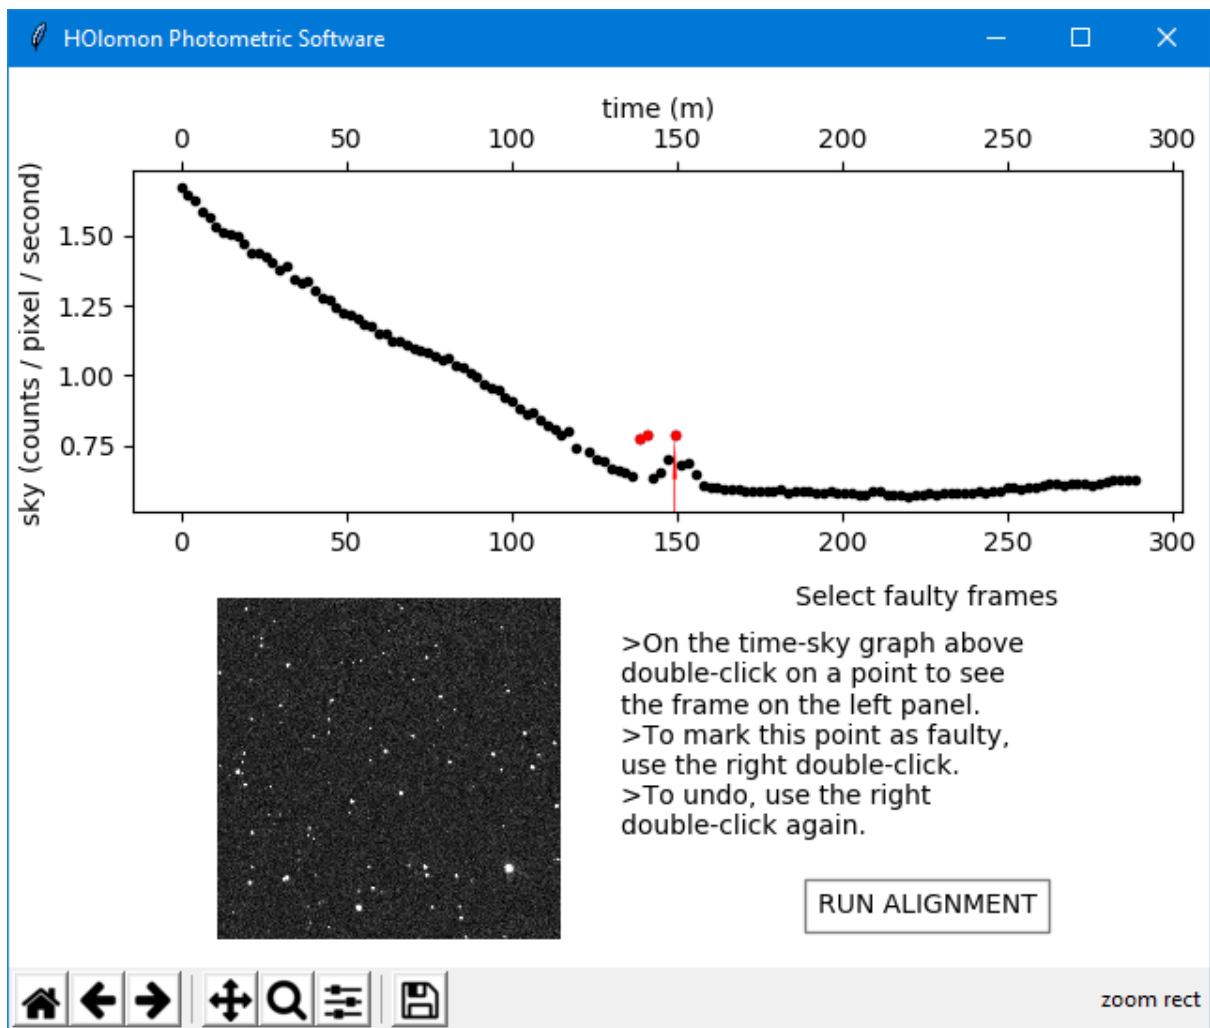 HOlomon Photometric Software
time (m)
0 50 100 150 200 250 300
sky (counts / pixel / second)
1.50
1.25
1.00
0.75
0 50 100 150 200 250 300
Select faulty frames
>On the time-sky graph above
double-click on a point to see
the frame on the left panel.
>To mark this point as faulty,
use the right double-click.
>To undo, use the right
double-click again.
RUN ALIGNMENT
zoom rect